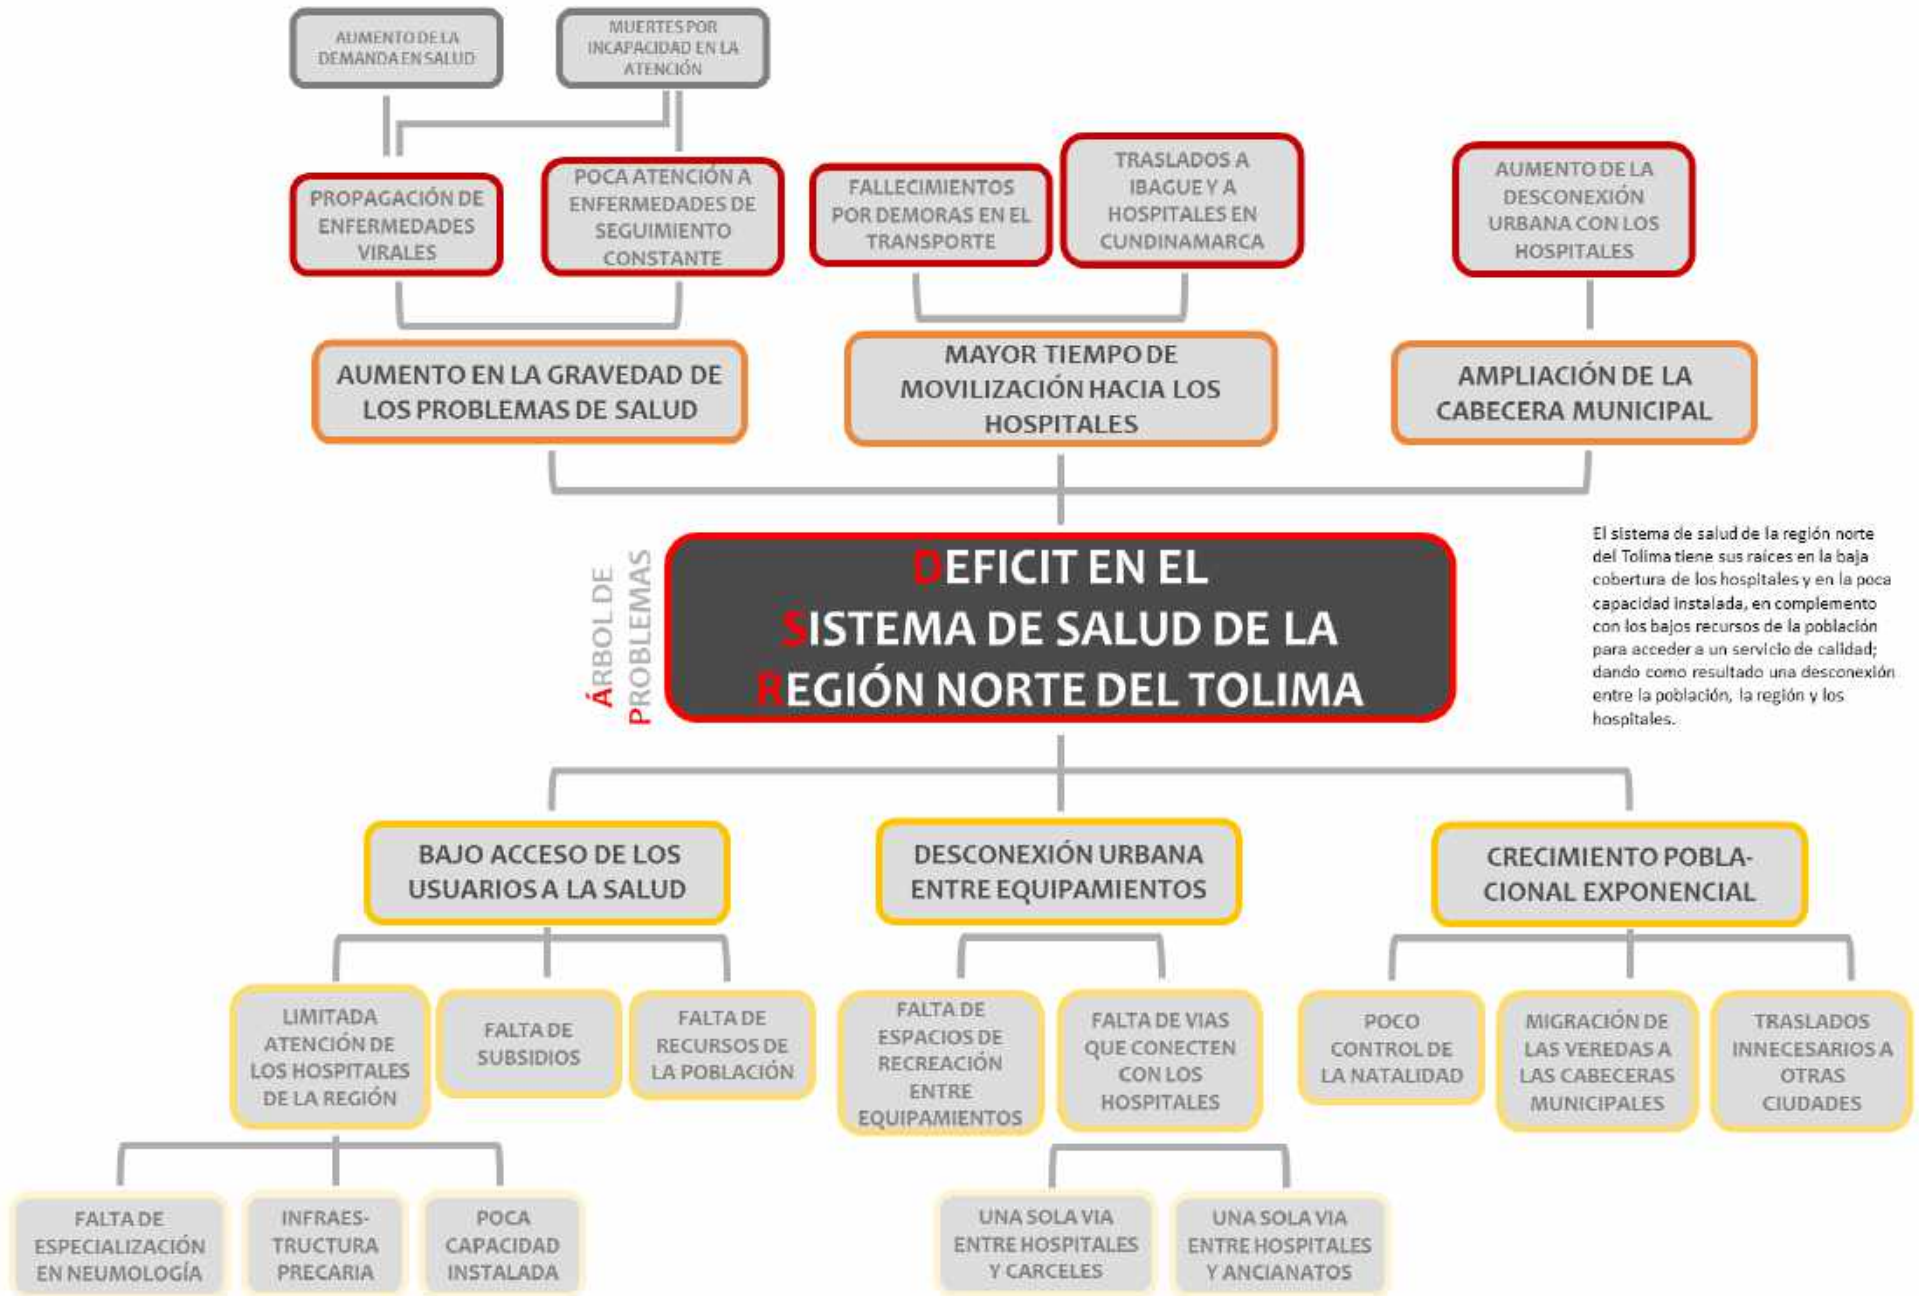 AUMENTO DE LA
DEMANDA EN SALUD
MUERTES POR
INCAPACIDAD EN LA
ATENCIÓN
PROPAGACIÓN DE
ENFERMEDADES
VIRALES
POCA ATENCIÓN A
ENFERMEDADES DE
SEGUIMIENTO
CONSTANTE
FALLECIMIENTOS
POR DEMORAS EN EL
TRANSPORTE
TRASLADOS A
IBAGUE Y A
HOSPITALES EN
CUNDINAMARCA
AUMENTO DE LA
DESCONEXIÓN
URBANA CON LOS
HOSPITALES
AUMENTO EN LA GRAVEDAD DE
LOS PROBLEMAS DE SALUD
MAYOR TIEMPO DE
MOVILIZACIÓN HACIA LOS
HOSPITALES
AMPLIACIÓN DE LA
CABECERA MUNICIPAL
ÁRBOL DE
PROBLEMAS
DEFICIT EN EL
SISTEMA DE SALUD DE LA
REGIÓN NORTE DEL TOLIMA
El sistema de salud de la región norte
del Tolima tiene sus raíces en la baja
cobertura de los hospitales y en la poca
capacidad instalada, en complemento
con los bajos recursos de la población
para acceder a un servicio de calidad;
dando como resultado una desconexión
entre la población, la región y los
hospitales.
BAJO ACCESO DE LOS
USUARIOS A LA SALUD
DESCONEXIÓN URBANA
ENTRE EQUIPAMIENTOS
CRECIMIENTO POBLA-
CIONAL EXPONENCIAL
LIMITADA
ATENCIÓN DE
LOS HOSPITALES
DE LA REGIÓN
FALTA DE
SUBSIDIOS
FALTA DE
RECURSOS DE
LA POBLACIÓN
FALTA DE
ESPACIOS DE
RECREACIÓN
ENTRE
EQUIPAMIENTOS
FALTA DE VIAS
QUE CONECTEN
CON LOS
HOSPITALES
POCO
CONTROL DE
LA NATALIDAD
MIGRACIÓN DE
LAS VEREDAS A
LAS CABECERAS
MUNICIPALES
TRASLADOS
INNECESARIOS A
OTRAS
CIUDADES
FALTA DE
ESPECIALIZACIÓN
EN NEUMOLOGÍA
INFRAES-
TRUCTURA
PRECARIA
POCA
CAPACIDAD
INSTALADA
UNA SOLA VIA
ENTRE HOSPITALES
Y CARCELES
UNA SOLA VIA
ENTRE HOSPITALES
Y ANCIANATOS